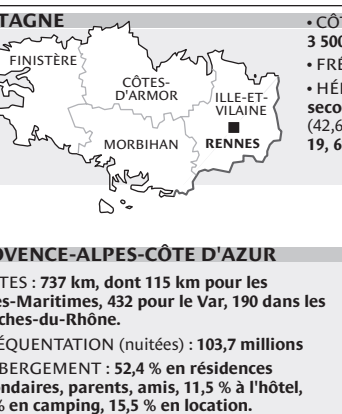 TAGNE
FINISTÈRE
CÔTES-
D'ARMOR
ILLE-ET-
VILAINE
MORBIHAN
RENNES
• CÔT
3 500
• FRÉ
• HÉB
seco
(42,6
19, 6
OVENCE-ALPES-CÔTE D'AZUR
TES : 737 km, dont 115 km pour les
es-Maritimes, 432 pour le Var, 190 dans les
ches-du-Rhône.
ÉQUENTATION (nuitées) : 103,7 millions
BERGEMENT : 52,4 % en résidences
ondaires, parents, amis, 11,5 % à l'hôtel,
% en camping, 15,5 % en location.